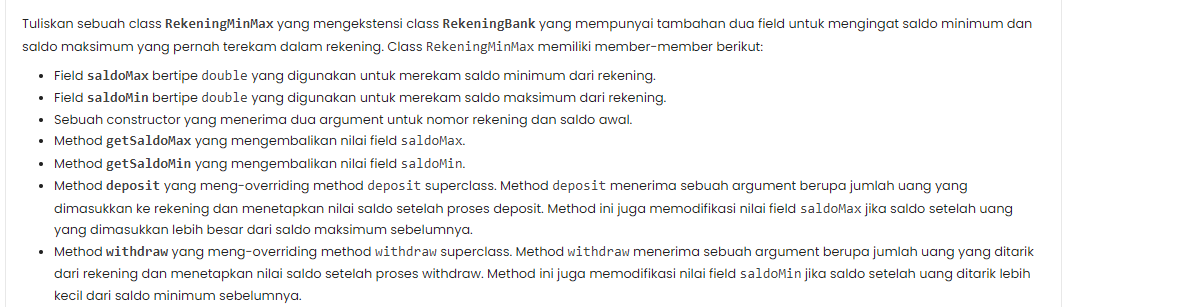 Tuliskan sebuah class RekeningMinMax yang mengekstensi class RekeningBank yang mempunyai tambahan dua field untuk mengingat saldo minimum dan
saldo maksimum yang pernah terekam dalam rekening. Class RekeningMinMax memiliki member-member berikut:
• Field saldoMax bertipe double yang digunakan untuk merekam saldo minimum dari rekening.
• Field saldoMin bertipe double yang digunakan untuk merekam saldo maksimum dari rekening.
• Sebuah constructor yang menerima dua argument untuk nomor rekening dan saldo awal.
• Method getSaldoMax yang mengembalikan nilai field saldoMax.
• Method getSaldoMin yang mengembalikan nilai field saldoMin.
• Method deposit yang meng-overriding method deposit superclass. Method deposit menerima sebuah argument berupa jumlah uang yang
dimasukkan ke rekening dan menetapkan nilai saldo setelah proses deposit. Method ini juga memodifikasi nilai field saldoMax jika saldo setelah uang
yang dimasukkan lebih besar dari saldo maksimum sebelumnya.
• Method withdraw yang meng-overriding method withdraw superclass. Method withdraw menerima sebuah argument berupa jumlah uang yang ditarik
dari rekening dan menetapkan nilai saldo setelah proses withdraw. Method ini juga memodifikasi nilai field saldoMin jika saldo setelah uang ditarik lebih
kecil dari saldo minimum sebelumnya.